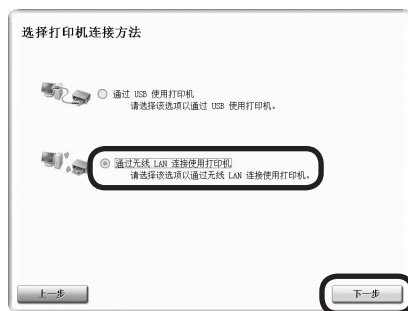 选择打印机连接方法
通过 USB 使用打印机
请选择该选项以通过 USB 使用打印机。
通过无线 LAN 连接使用打印机
请选择该选项以通过无线 LAN 连接使用打印机。
上一步
下一步